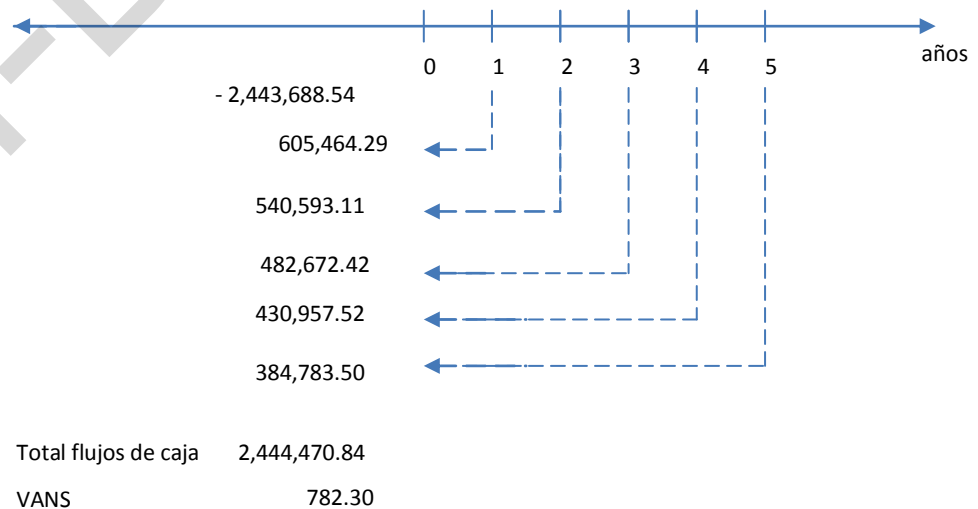 años
0 1 2 3 4 5
- 2,443,688.54
605,464.29
540,593.11
482,672.42
430,957.52
384,783.50
Total flujos de caja 2,444,470.84
VANS 782.30